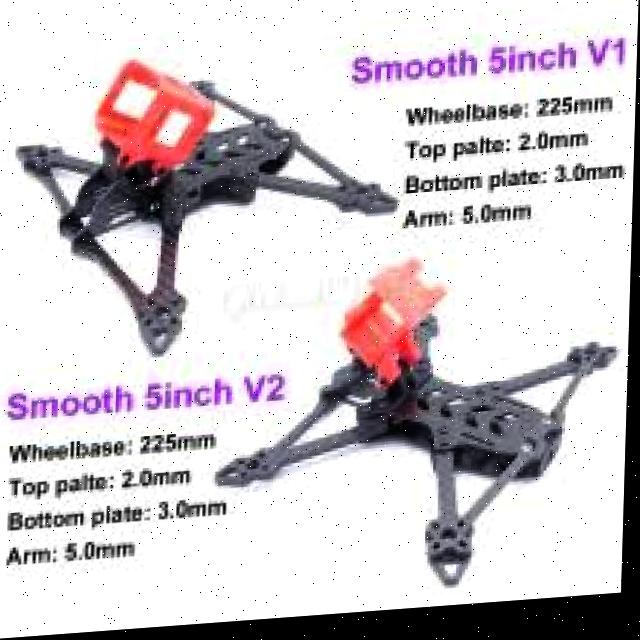 Smooth 5inch V1
Wheelbase: 225mm
Top palte: 2.0mm
Bottom plate: 3.0mm
Arm: 5.0mm
Smooth 5inch V2
Wheelbase: 225mm
Top palte: 2.0mm
Bottom plate: 3.0mm
Arm: 5.0mm